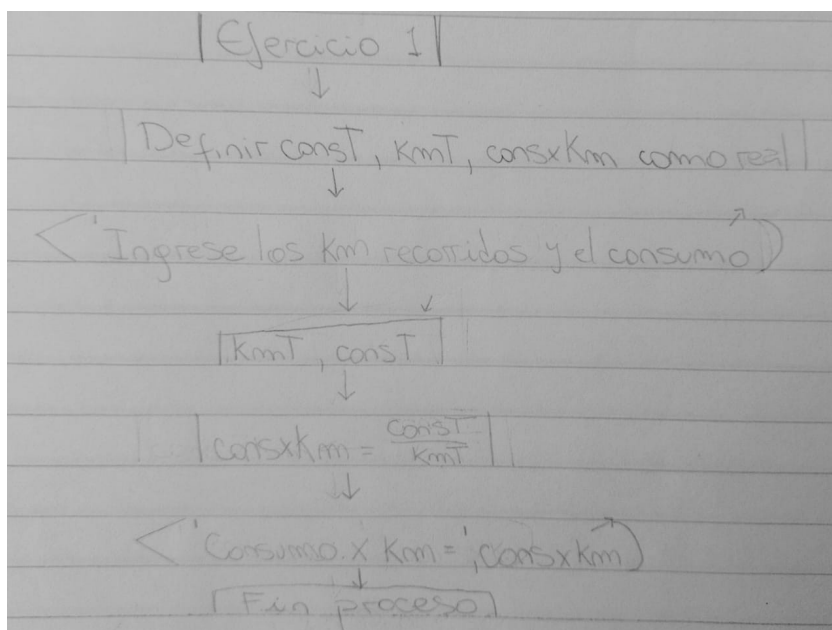 Ejercicio 1
Definir consT, KmT, consxKm como real
'Ingrese los Km recorridos y el consumo
KmT, consT
consxKm = consT/KmT
'Consumo x Km=', consxKm
Fin proceso